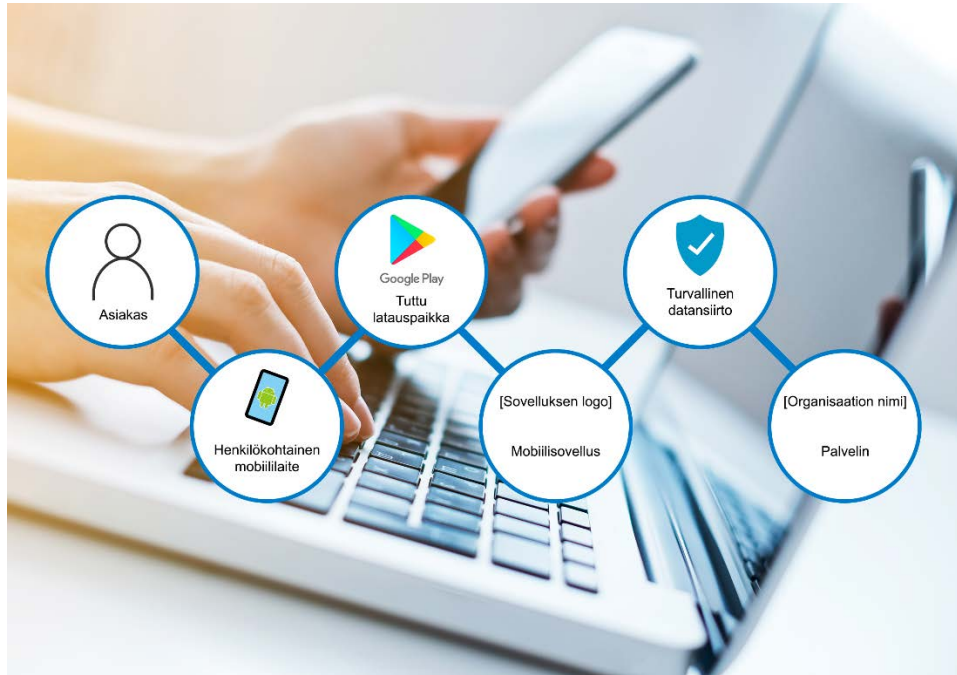 Asiakas
Henkilökohtainen
mobiililaite
Google Play
Tuttu
latauspaikka
[Sovelluksen logo]
Mobiilisovellus
Turvallinen
datansiirto
[Organisaation nimi]
Palvelin